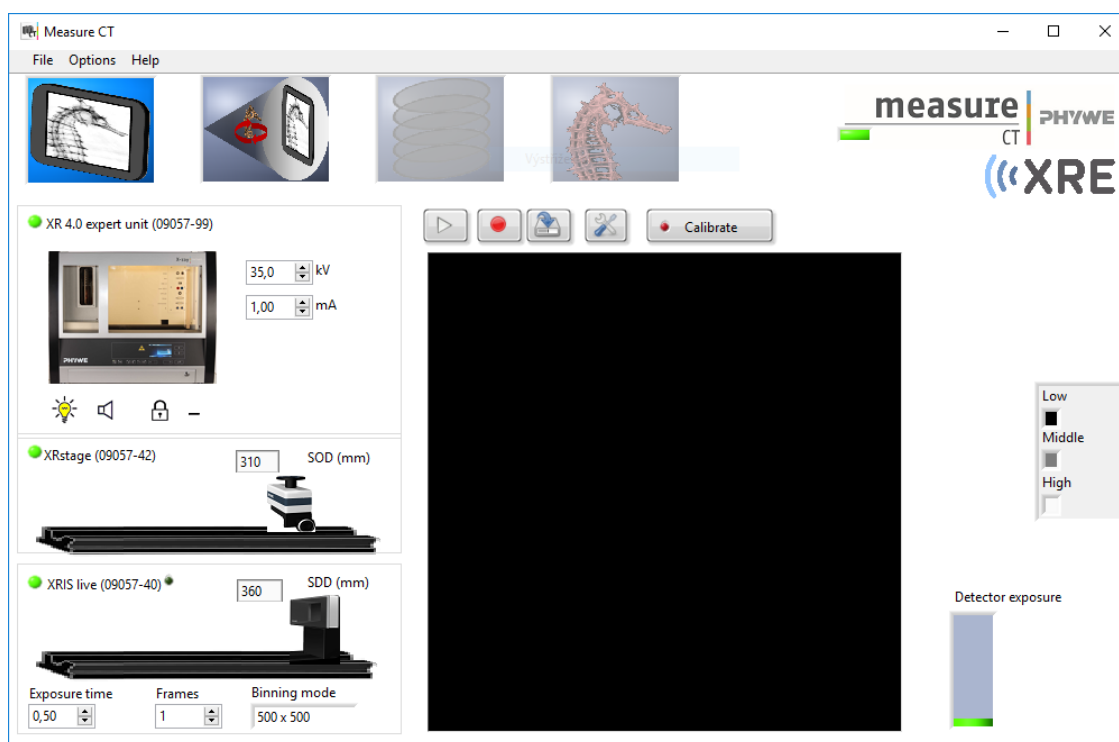 Measure CT
File Options Help
measure
CT
PHYWE
XRE
XR 4.0 expert unit (09057-99)
35,0 kV
1,00 mA
PHYWE
Calibrate
XRstage (09057-42)
310 SOD (mm)
XRIS live (09057-40)
360 SDD (mm)
Exposure time Frames Binning mode
0,50 1 500 x 500
Low
Middle
High
Detector exposure